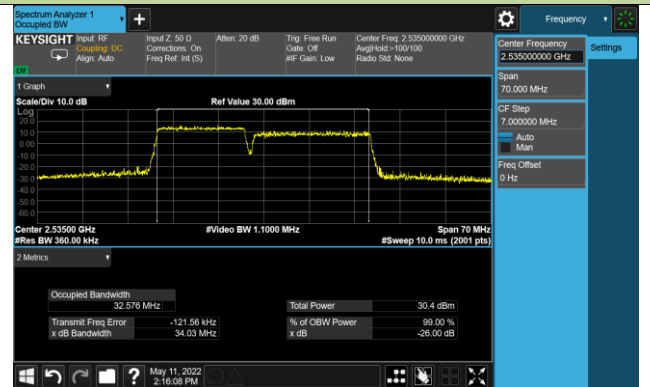 Spectrum Analyzer 1
Occupied BW
+
Frequency
KEYSIGHT
Input: RF
Coupling: DC
Align: Auto
Input Z: 50 Ω
Corrections: On
Freq Ref: Int (S)
Atten: 20 dB
Trig: Free Run
Gate: Off
#IF Gain: Low
Center Freq: 2.535000000 GHz
Avg|Hold:>100/100
Radio Std: None
LXI
Center Frequency
2.535000000 GHz
Settings
Span
70.000 MHz
CF Step
7.000000 MHz
Auto
Man
Freq Offset
0 Hz
1 Graph
Scale/Div 10.0 dB
Ref Value 30.00 dBm
Log
20.0
10.0
0.00
-10.0
-20.0
-30.0
-40.0
-50.0
-60.0
Center 2.53500 GHz
#Video BW 1.1000 MHz
Span 70 MHz
#Res BW 360.00 kHz
#Sweep 10.0 ms (2001 pts)
2 Metrics
Occupied Bandwidth
32.576 MHz
Total Power
30.4 dBm
Transmit Freq Error
-121.56 kHz
% of OBW Power
99.00 %
x dB Bandwidth
34.03 MHz
x dB
-26.00 dB
?
May 11, 2022
2:16:08 PM